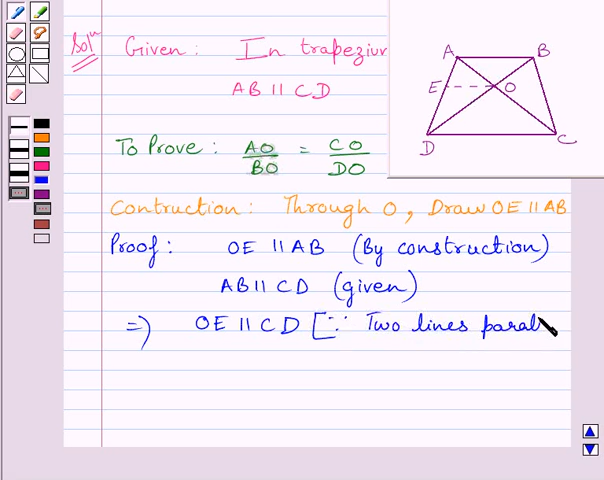 Solⁿ Given : In trapeziu
AB || CD
To Prove : AO/BO = CO/DO
Contruction: Through O, Draw OE || AB
Proof : OE || AB (By construction)
AB || CD (given)
=) OE || CD [∵ Two lines paral
A B
E O
D C